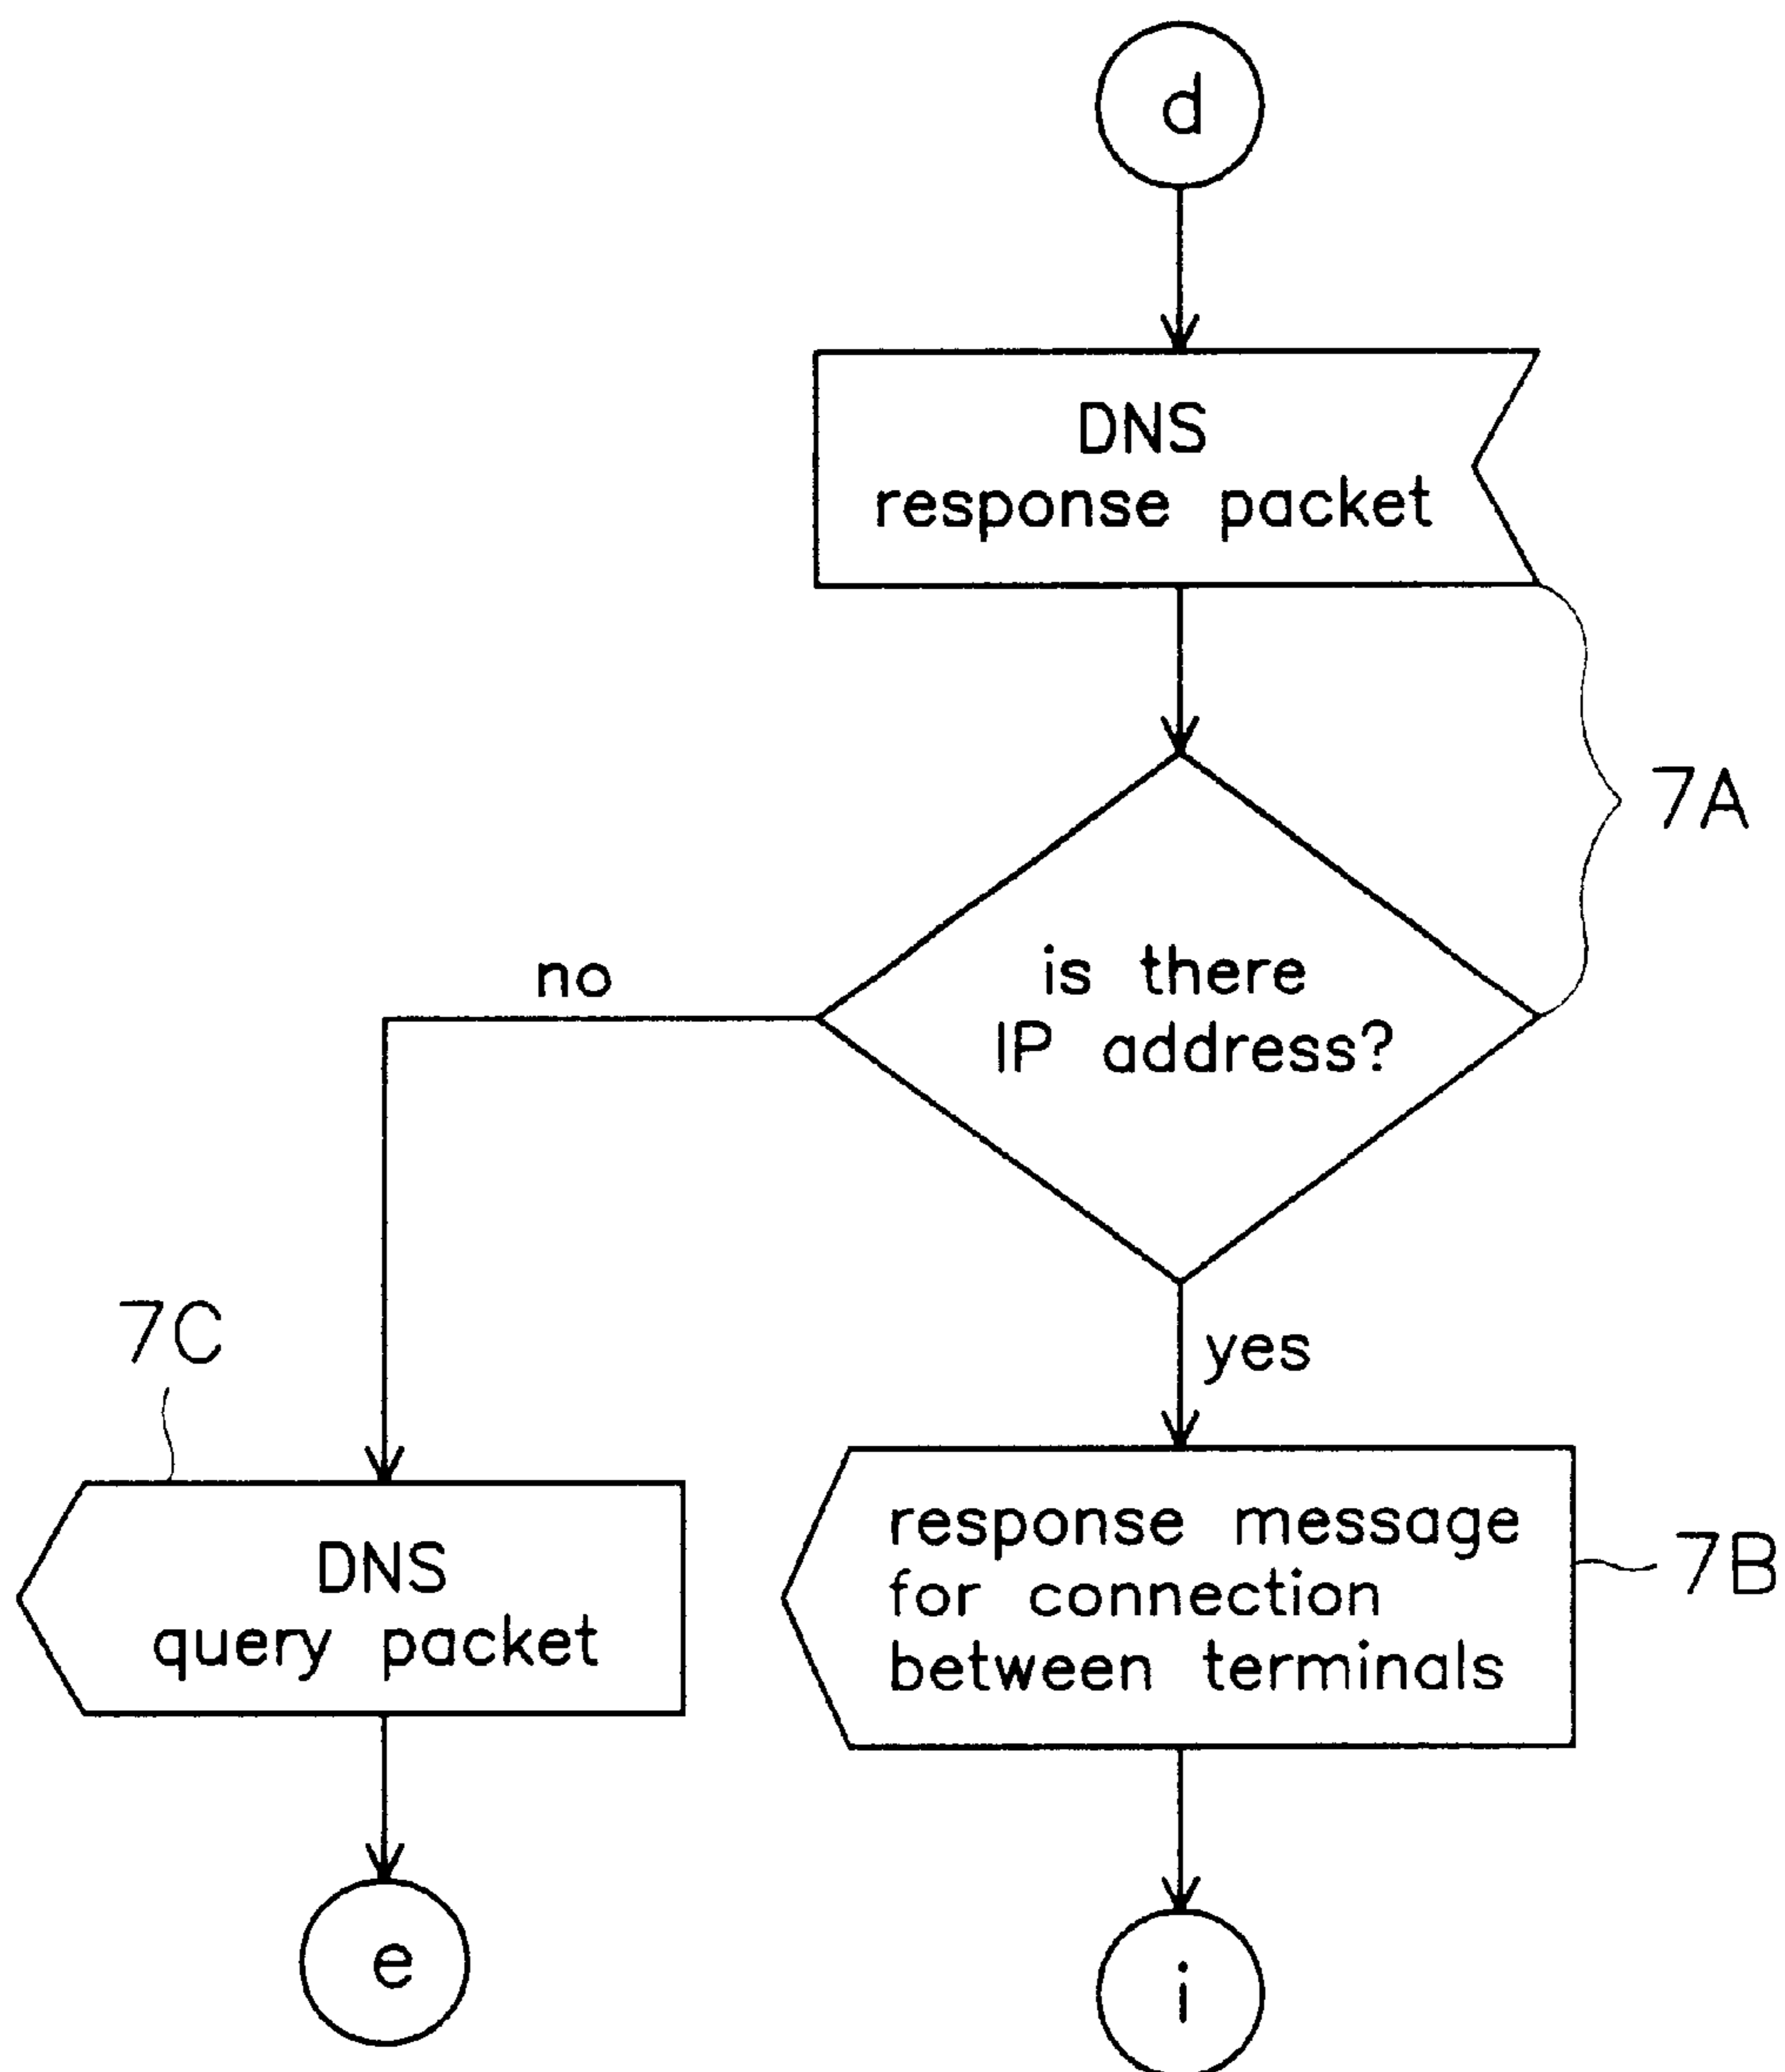 d
DNS
response packet
7A
is there
IP address?
no
yes
7C
DNS
query packet
response message
for connection
between terminals
7B
e
i